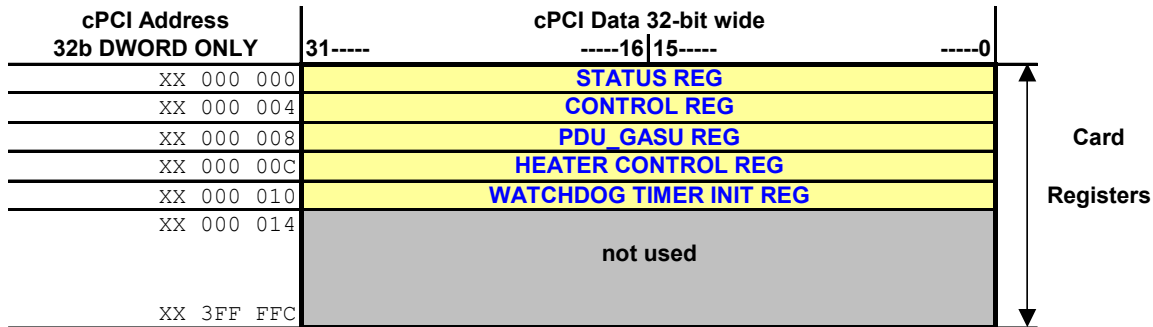 cPCI Address cPCI Data 32-bit wide
32b DWORD ONLY 31----- -----16 15----- -----0
XX 000 000 STATUS REG
XX 000 004 CONTROL REG
XX 000 008 PDU_GASU REG Card
XX 000 00C HEATER CONTROL REG
XX 000 010 WATCHDOG TIMER INIT REG Registers
XX 000 014
not used
XX 3FF FFC